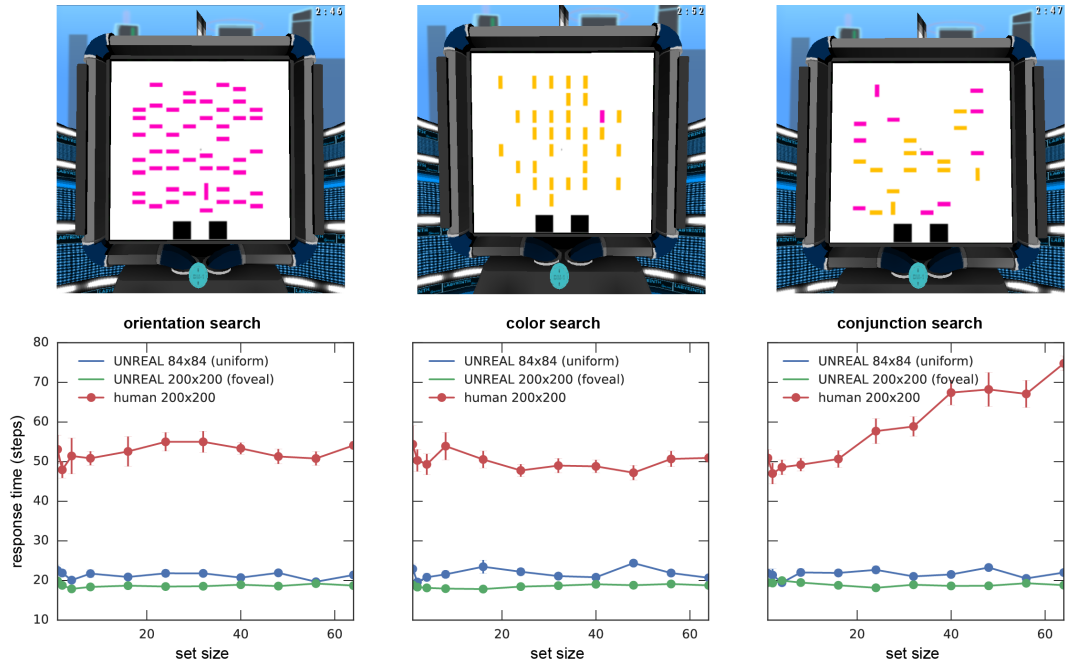 2:46
2:52
2:47
orientation search
color search
conjunction search
80
70
60
50
40
30
20
10
response time (steps)
UNREAL 84x84 (uniform)
UNREAL 200x200 (foveal)
human 200x200
20
40
60
set size
UNREAL 84x84 (uniform)
UNREAL 200x200 (foveal)
human 200x200
20
40
60
set size
UNREAL 84x84 (uniform)
UNREAL 200x200 (foveal)
human 200x200
20
40
60
set size